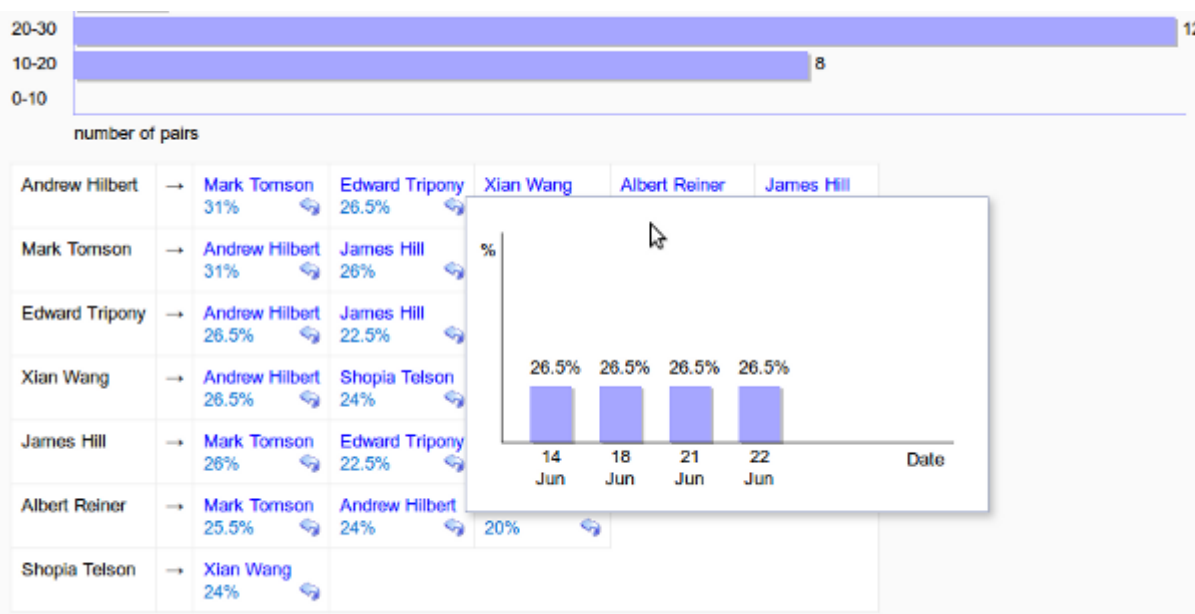 20-30 12
10-20 8
0-10
number of pairs
Andrew Hilbert → Mark Tomson Edward Tripony Xian Wang Albert Reiner James Hill
31% 26.5%
Mark Tomson → Andrew Hilbert James Hill
31% 26%
Edward Tripony → Andrew Hilbert James Hill
26.5% 22.5%
Xian Wang → Andrew Hilbert Shopia Telson
26.5% 24%
James Hill → Mark Tomson Edward Tripony
26% 22.5%
Albert Reiner → Mark Tomson Andrew Hilbert
25.5% 24% 20%
Shopia Telson → Xian Wang
24%
%
26.5% 26.5% 26.5% 26.5%
14 18 21 22 Date
Jun Jun Jun Jun